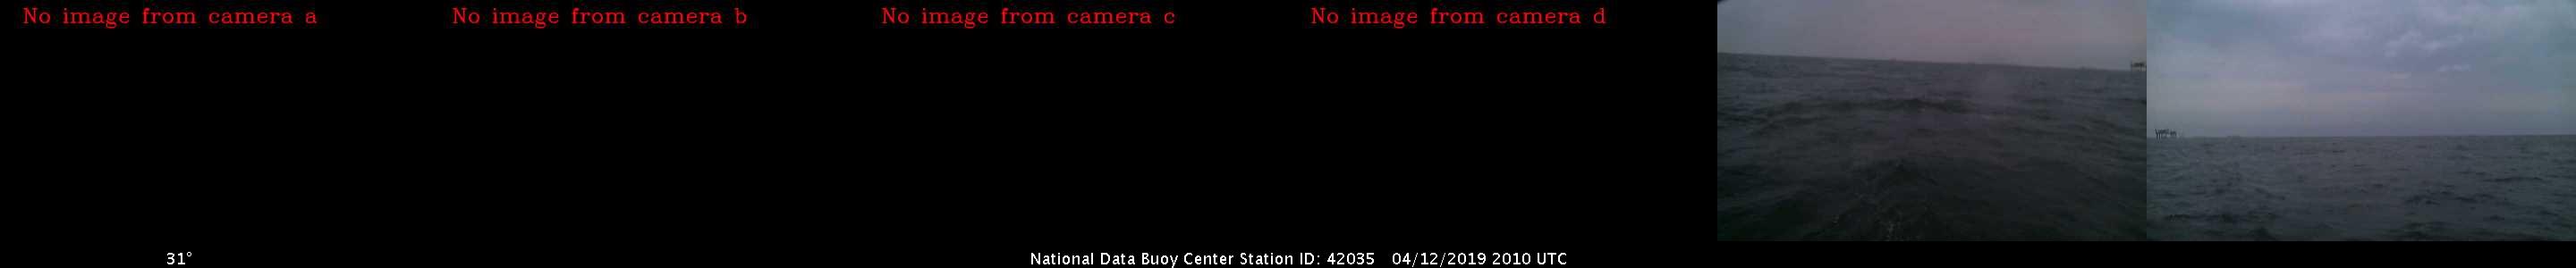 No image from camera a
No image from camera b
No image from camera c
No image from camera d
31°
National Data Buoy Center Station ID: 42035 04/12/2019 2010 UTC